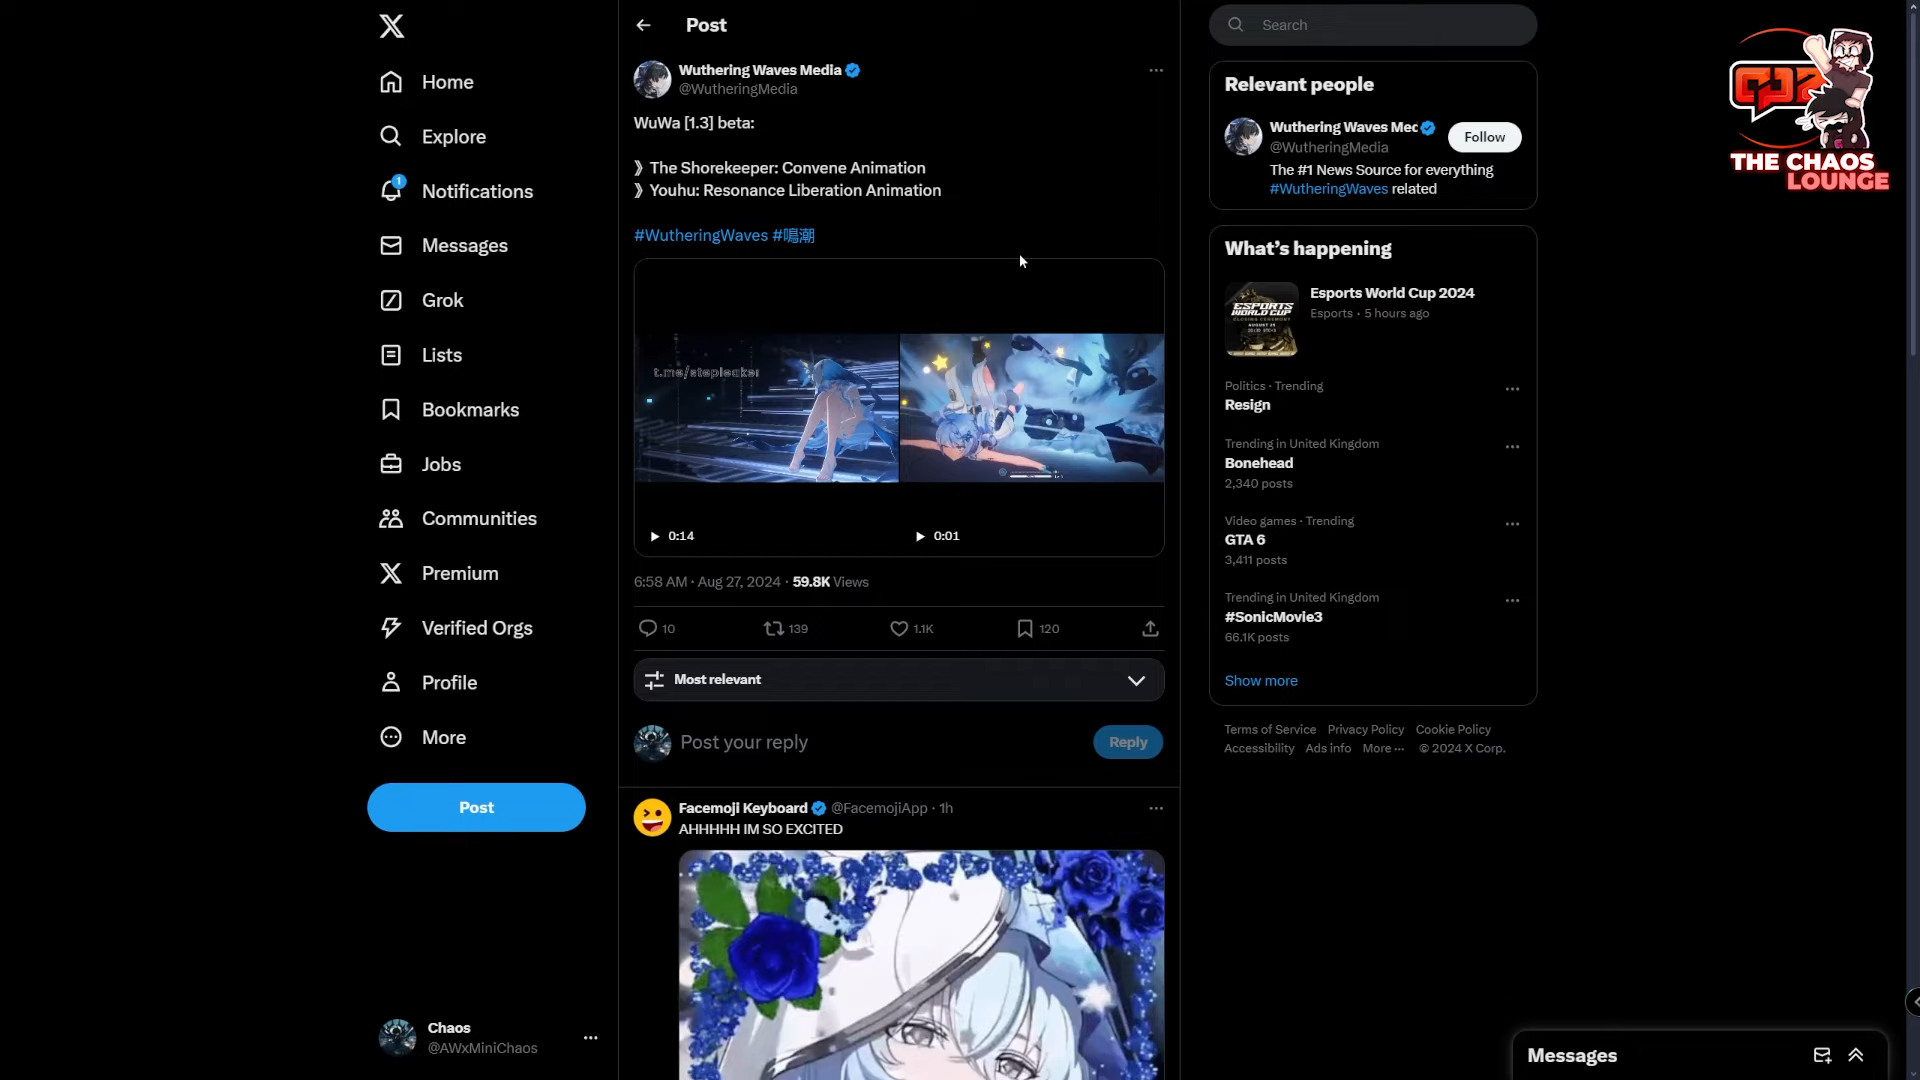 Home
Explore
1
Notifications
Messages
Grok
Lists
Bookmarks
Jobs
Communities
Premium
Verified Orgs
Profile
More
Post
Chaos
@AWxMiniChaos
Post
Wuthering Waves Media
@WutheringMedia
WuWa [1.3] beta:
》The Shorekeeper: Convene Animation
》Youhu: Resonance Liberation Animation
#WutheringWaves #鳴潮
t.me/stepleaker
0:14
0:01
6:58 AM · Aug 27, 2024 · 59.8K Views
10
139
1.1K
120
Most relevant
Post your reply
Reply
Facemoji Keyboard @FacemojiApp · 1h
AHHHHH IM SO EXCITED
Search
Relevant people
Wuthering Waves Mec
@WutheringMedia
Follow
The #1 News Source for everything
#WutheringWaves related
What's happening
ESPORTS
WORLD CUP
Esports World Cup 2024
Esports · 5 hours ago
Politics · Trending
Resign
Trending in United Kingdom
Bonehead
2,340 posts
Video games · Trending
GTA 6
3,411 posts
Trending in United Kingdom
#SonicMovie3
66.1K posts
Show more
Terms of Service Privacy Policy Cookie Policy
Accessibility Ads info More ··· © 2024 X Corp.
Messages
THE CHAOS
LOUNGE